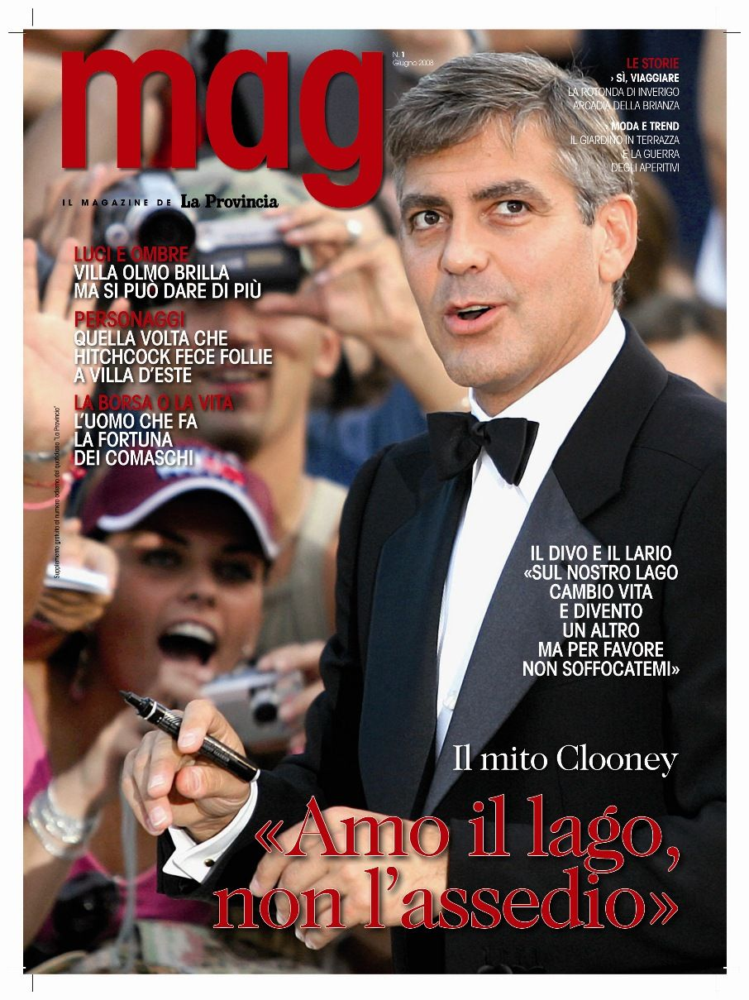 mag
N. 1
Giugno 2008
IL MAGAZINE DE La Provincia
LE STORIE
› SÌ, VIAGGIARE
LA ROTONDA DI INVERIGO
ARCADIA DELLA BRIANZA
› MODA E TREND
IL GIARDINO IN TERRAZZA
E LA GUERRA
DEGLI APERITIVI
LUCI E OMBRE
VILLA OLMO BRILLA
MA SI PUÒ DARE DI PIÙ
PERSONAGGI
QUELLA VOLTA CHE
HITCHCOCK FECE FOLLIE
A VILLA D'ESTE
LA BORSA O LA VITA
L'UOMO CHE FA
LA FORTUNA
DEI COMASCHI
Supplemento gratuito al numero odierno del quotidiano "La Provincia"
IL DIVO E IL LARIO
«SUL NOSTRO LAGO
CAMBIO VITA
E DIVENTO
UN ALTRO
MA PER FAVORE
NON SOFFOCATEMI»
Il mito Clooney
«Amo il lago,
non l'assedio»